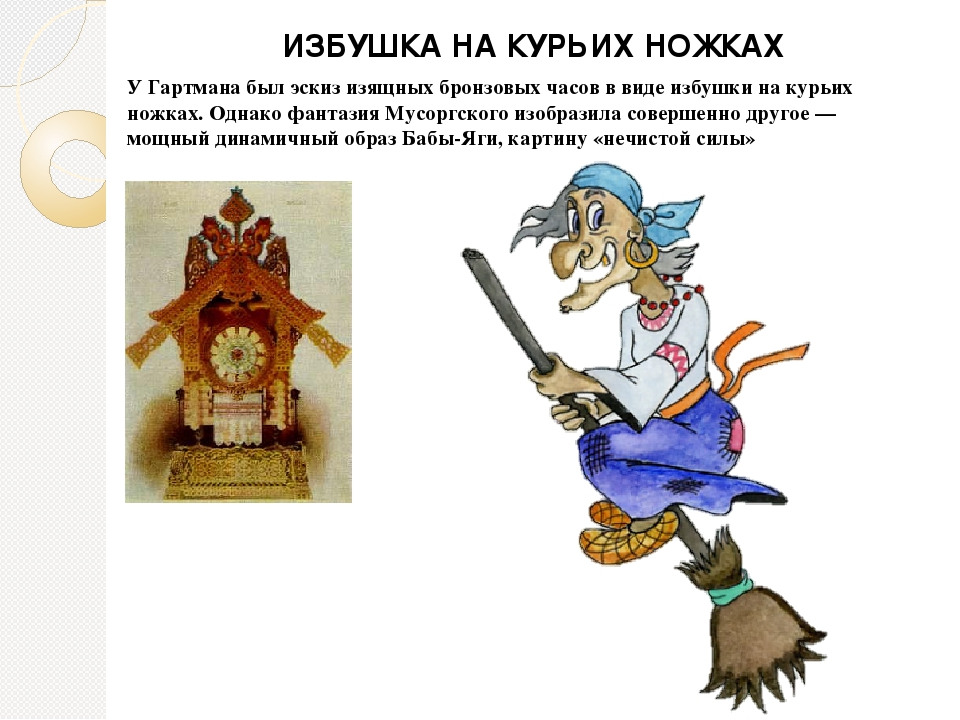 ИЗБУШКА НА КУРЬИХ НОЖКАХ
У Гартмана был эскиз изящных бронзовых часов в виде избушки на курьих
ножках. Однако фантазия Мусоргского изобразила совершенно другое —
мощный динамичный образ Бабы-Яги, картину «нечистой силы»